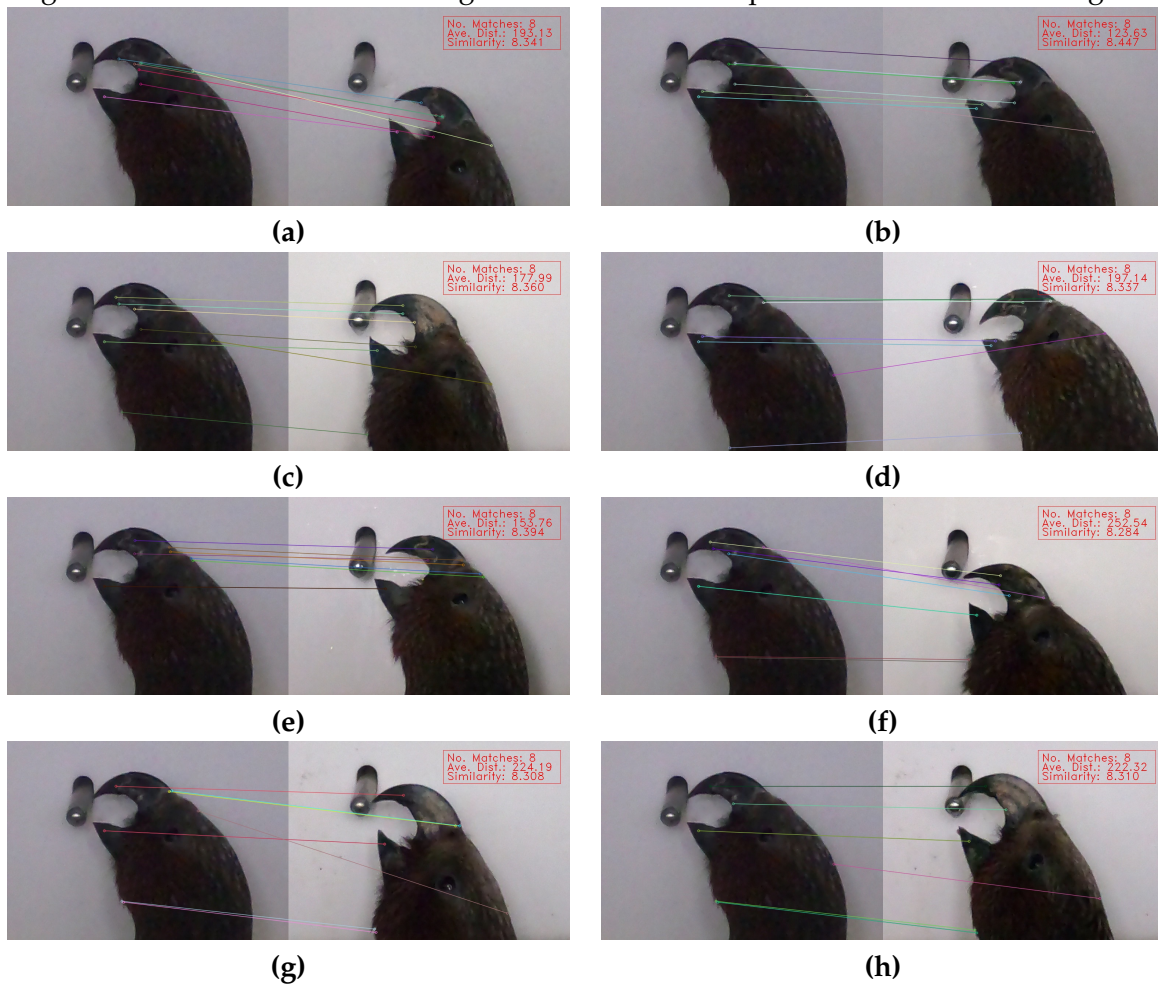 No. Matches: 8
Ave. Dist.: 193.13
Similarity: 8.341
No. Matches: 8
Ave. Dist.: 123.63
Similarity: 8.447
(a)
(b)
No. Matches: 8
Ave. Dist.: 177.99
Similarity: 8.360
No. Matches: 8
Ave. Dist.: 197.14
Similarity: 8.337
(c)
(d)
No. Matches: 8
Ave. Dist.: 153.76
Similarity: 8.394
No. Matches: 8
Ave. Dist.: 252.54
Similarity: 8.284
(e)
(f)
No. Matches: 8
Ave. Dist.: 224.19
Similarity: 8.308
No. Matches: 8
Ave. Dist.: 222.32
Similarity: 8.310
(g)
(h)